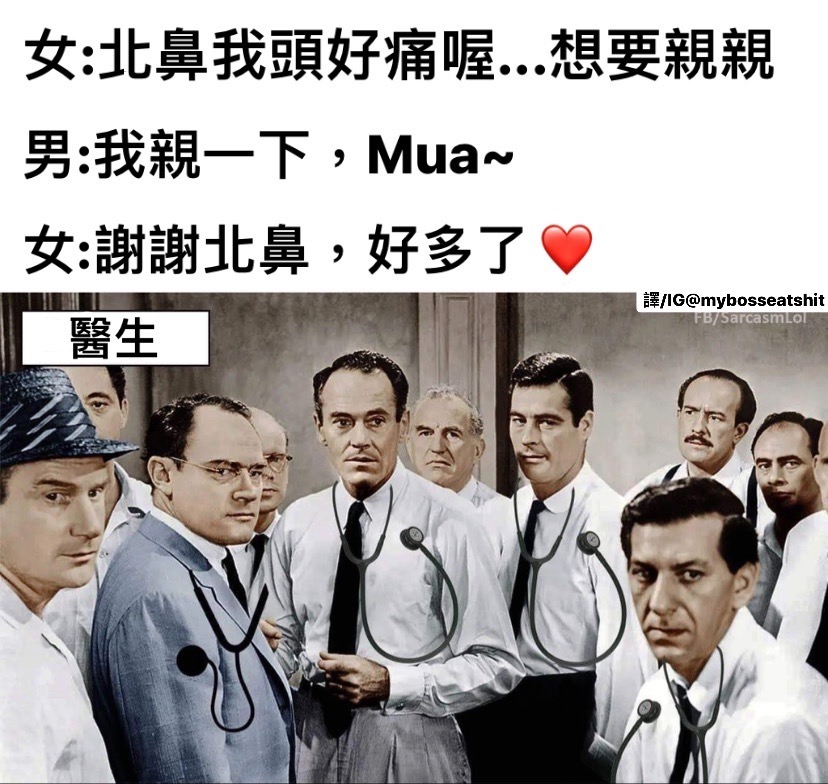 女:北鼻我頭好痛喔...想要親親
男:我親一下，Mua~
女:謝謝北鼻，好多了❤️
譯/IG@mybosseatshit
FB/SarcasmLol
醫生